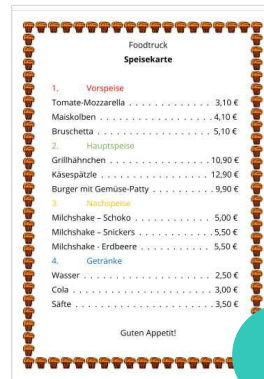 Foodtruck
Speisekarte
1. Vorspeise
Tomate-Mozzarella . . . . . . . . . . . . 3,10 €
Maiskolben . . . . . . . . . . . . . . . . . . 4,10 €
Bruschetta . . . . . . . . . . . . . . . . . . 5,10 €
2. Hauptspeise
Grillhähnchen . . . . . . . . . . . . . . . 10,90 €
Käsespätzle . . . . . . . . . . . . . . . . . 12,90 €
Burger mit Gemüse-Patty . . . . . . . 9,90 €
3. Nachspeise
Milchshake – Schoko . . . . . . . . . . 5,00 €
Milchshake – Snickers . . . . . . . . . . 5,50 €
Milchshake - Erdbeere . . . . . . . . . . 5,50 €
4. Getränke
Wasser . . . . . . . . . . . . . . . . . . . . . 2,50 €
Cola . . . . . . . . . . . . . . . . . . . . . . . 3,00 €
Säfte . . . . . . . . . . . . . . . . . . . . . . . 3,50 €
Guten Appetit!